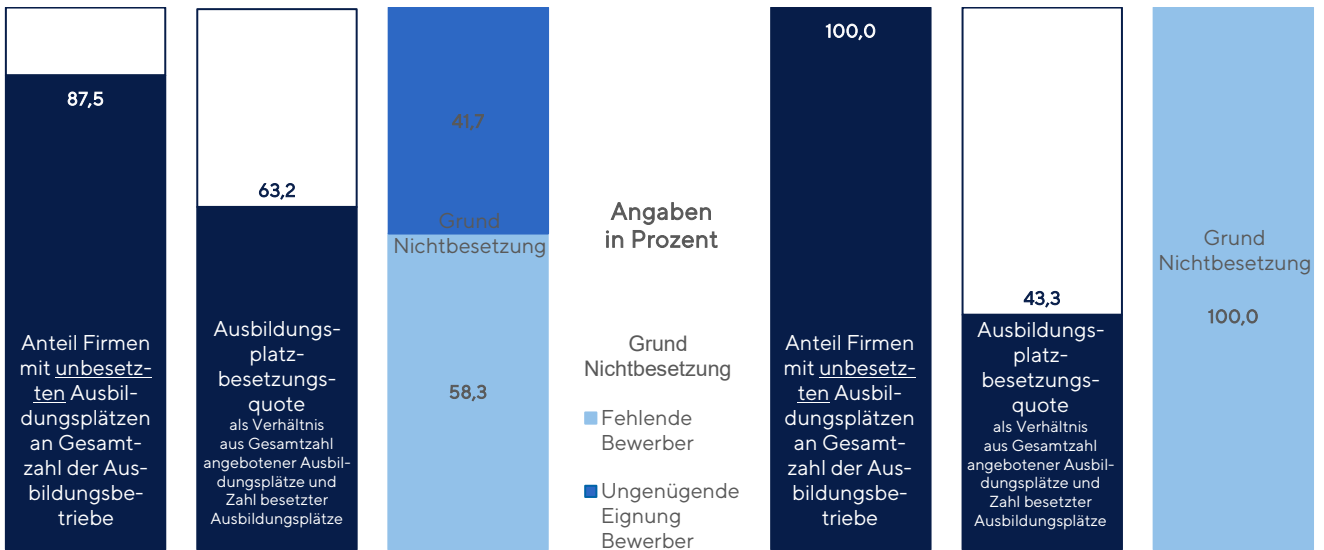 87,5
Anteil Firmen
mit unbesetz-
ten Ausbil-
dungsplätzen
an Gesamt-
zahl der Aus-
bildungsbe-
triebe
63,2
Ausbildungs-
platz-
besetzungs-
quote
als Verhältnis
aus Gesamtzahl
angebotener Ausbil-
dungsplätze und
Zahl besetzter
Ausbildungsplätze
41,7
Grund
Nichtbesetzung
58,3
Angaben
in Prozent
Grund
Nichtbesetzung
Fehlende
Bewerber
Ungenügende
Eignung
Bewerber
100,0
Anteil Firmen
mit unbesetz-
ten Ausbil-
dungsplätzen
an Gesamt-
zahl der Aus-
bildungsbe-
triebe
43,3
Ausbildungs-
platz-
besetzungs-
quote
als Verhältnis
aus Gesamtzahl
angebotener Ausbil-
dungsplätze und
Zahl besetzter
Ausbildungsplätze
Grund
Nichtbesetzung
100,0